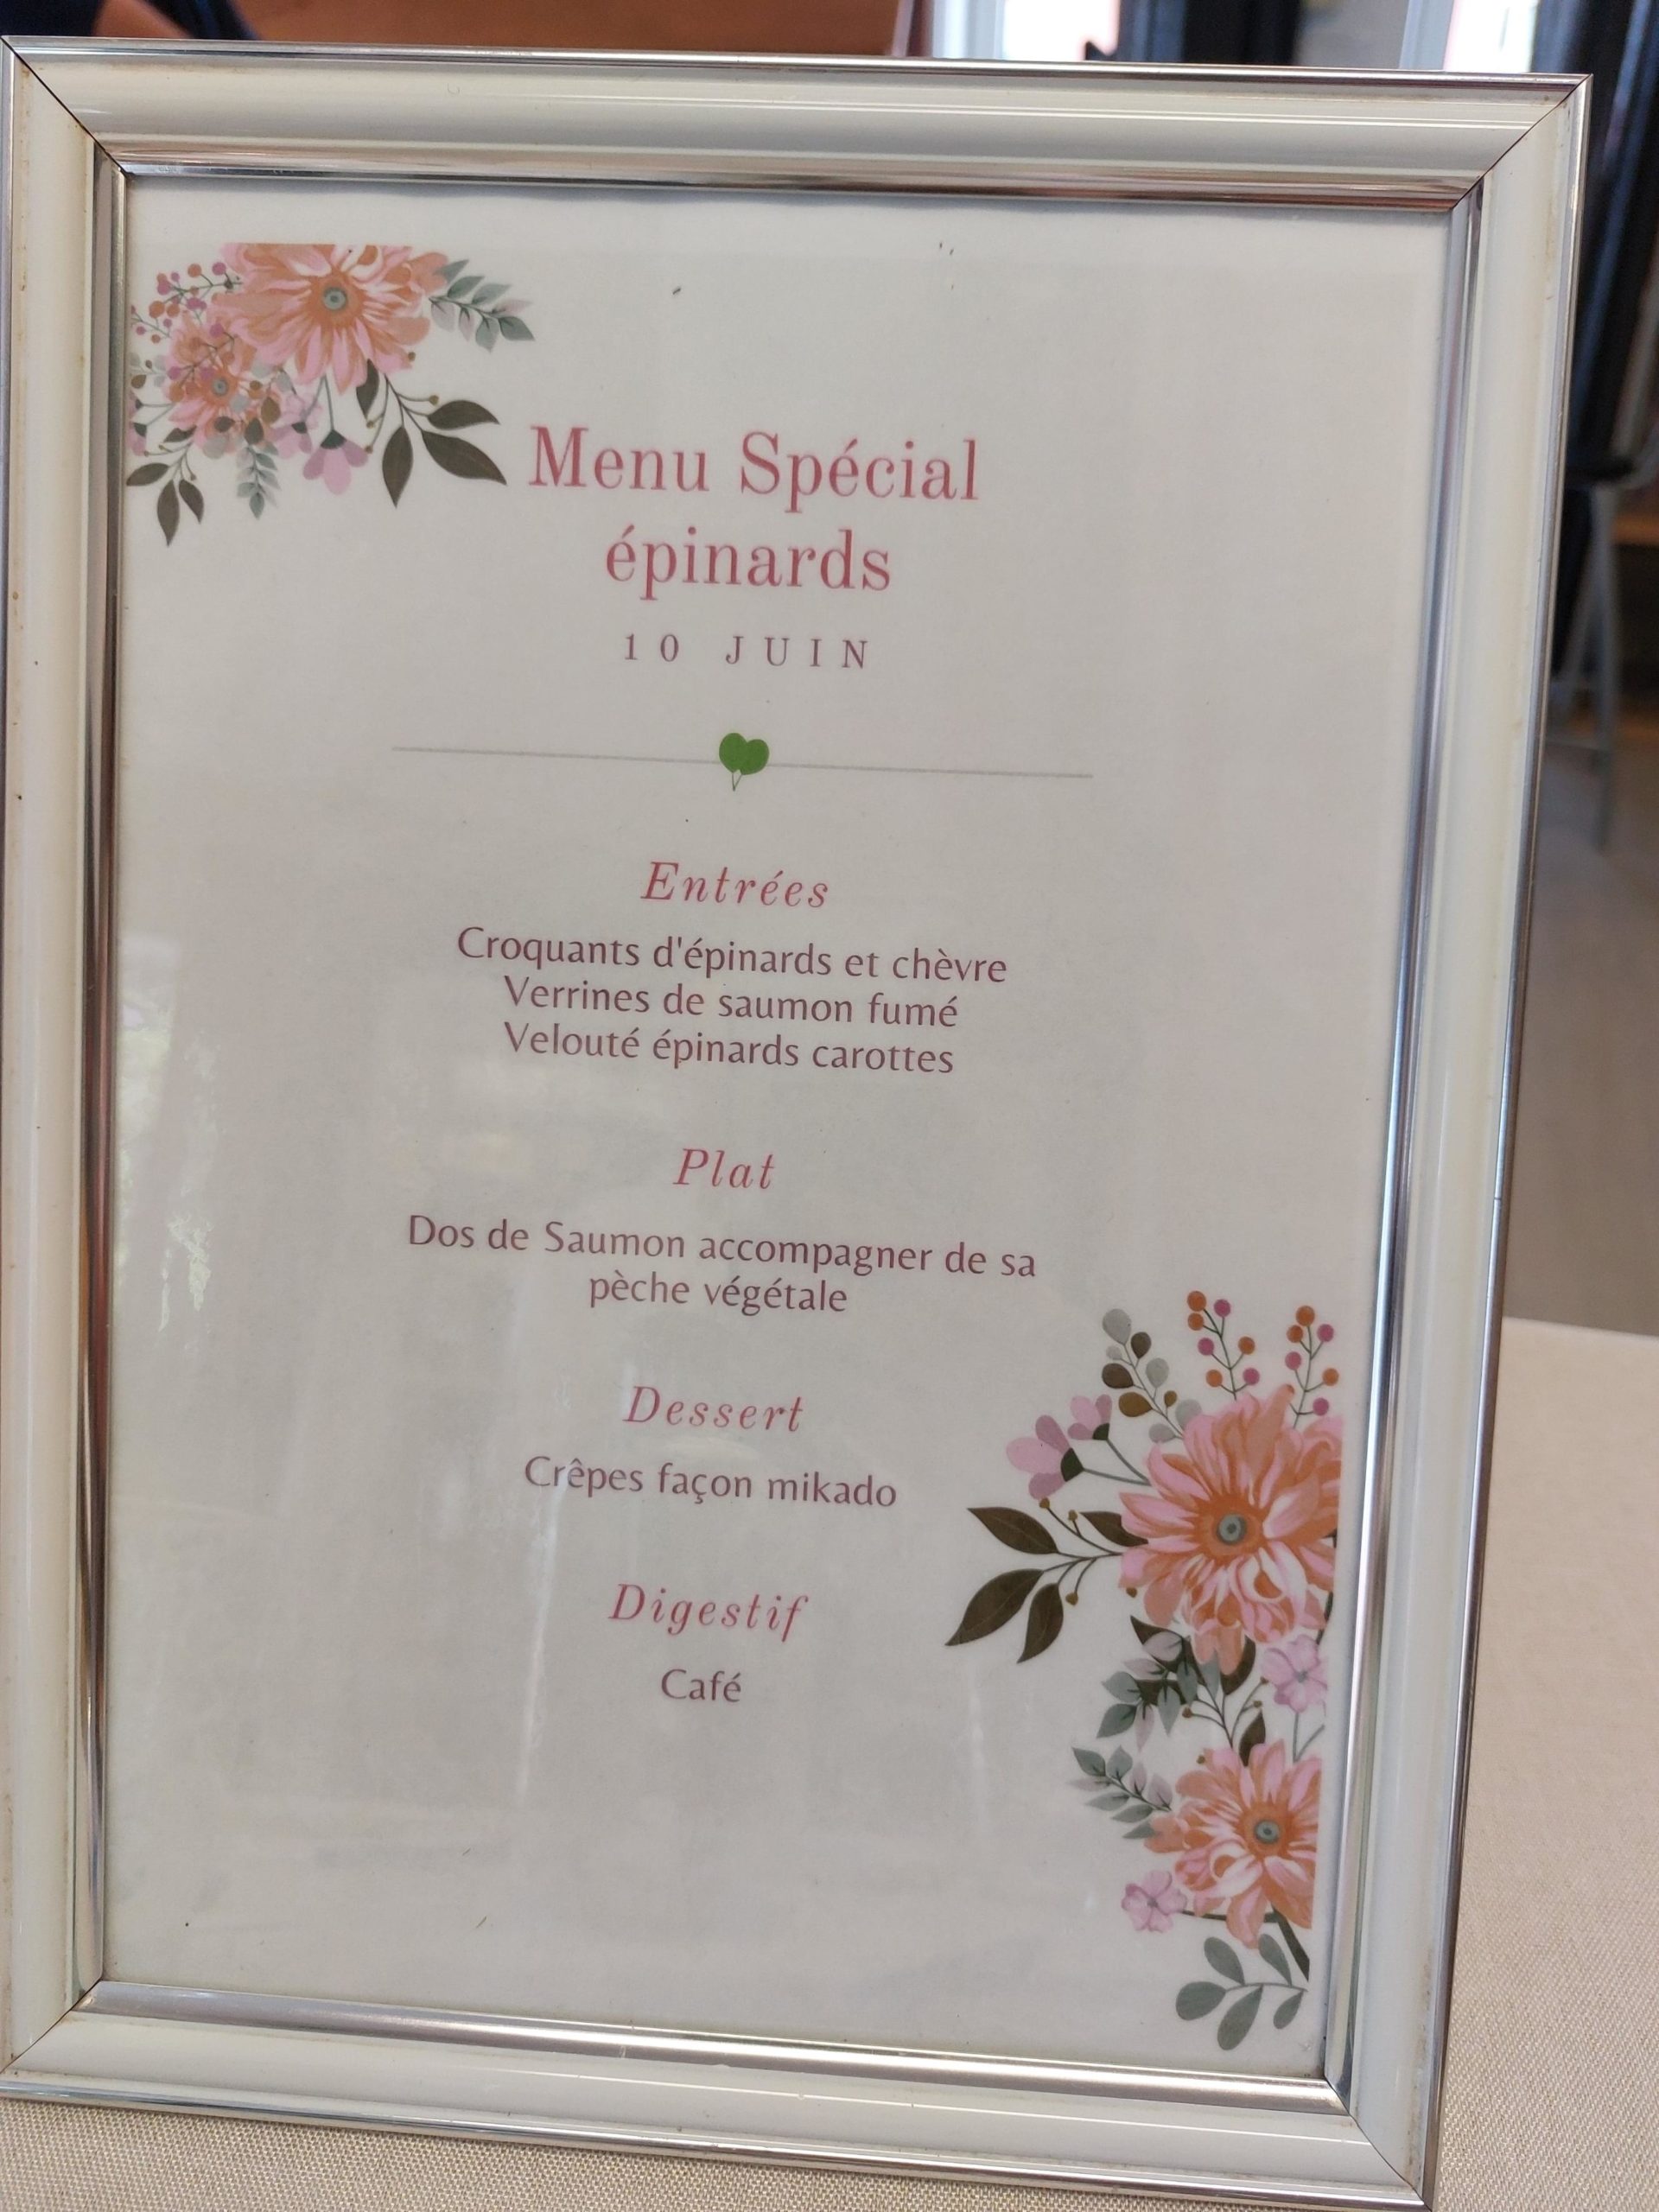 Menu Spécial
épinards
10 JUIN
Entrées
Croquants d'épinards et chèvre
Verrines de saumon fumé
Velouté épinards carottes
Plat
Dos de Saumon accompagner de sa
pèche végétale
Dessert
Crêpes façon mikado
Digestif
Café